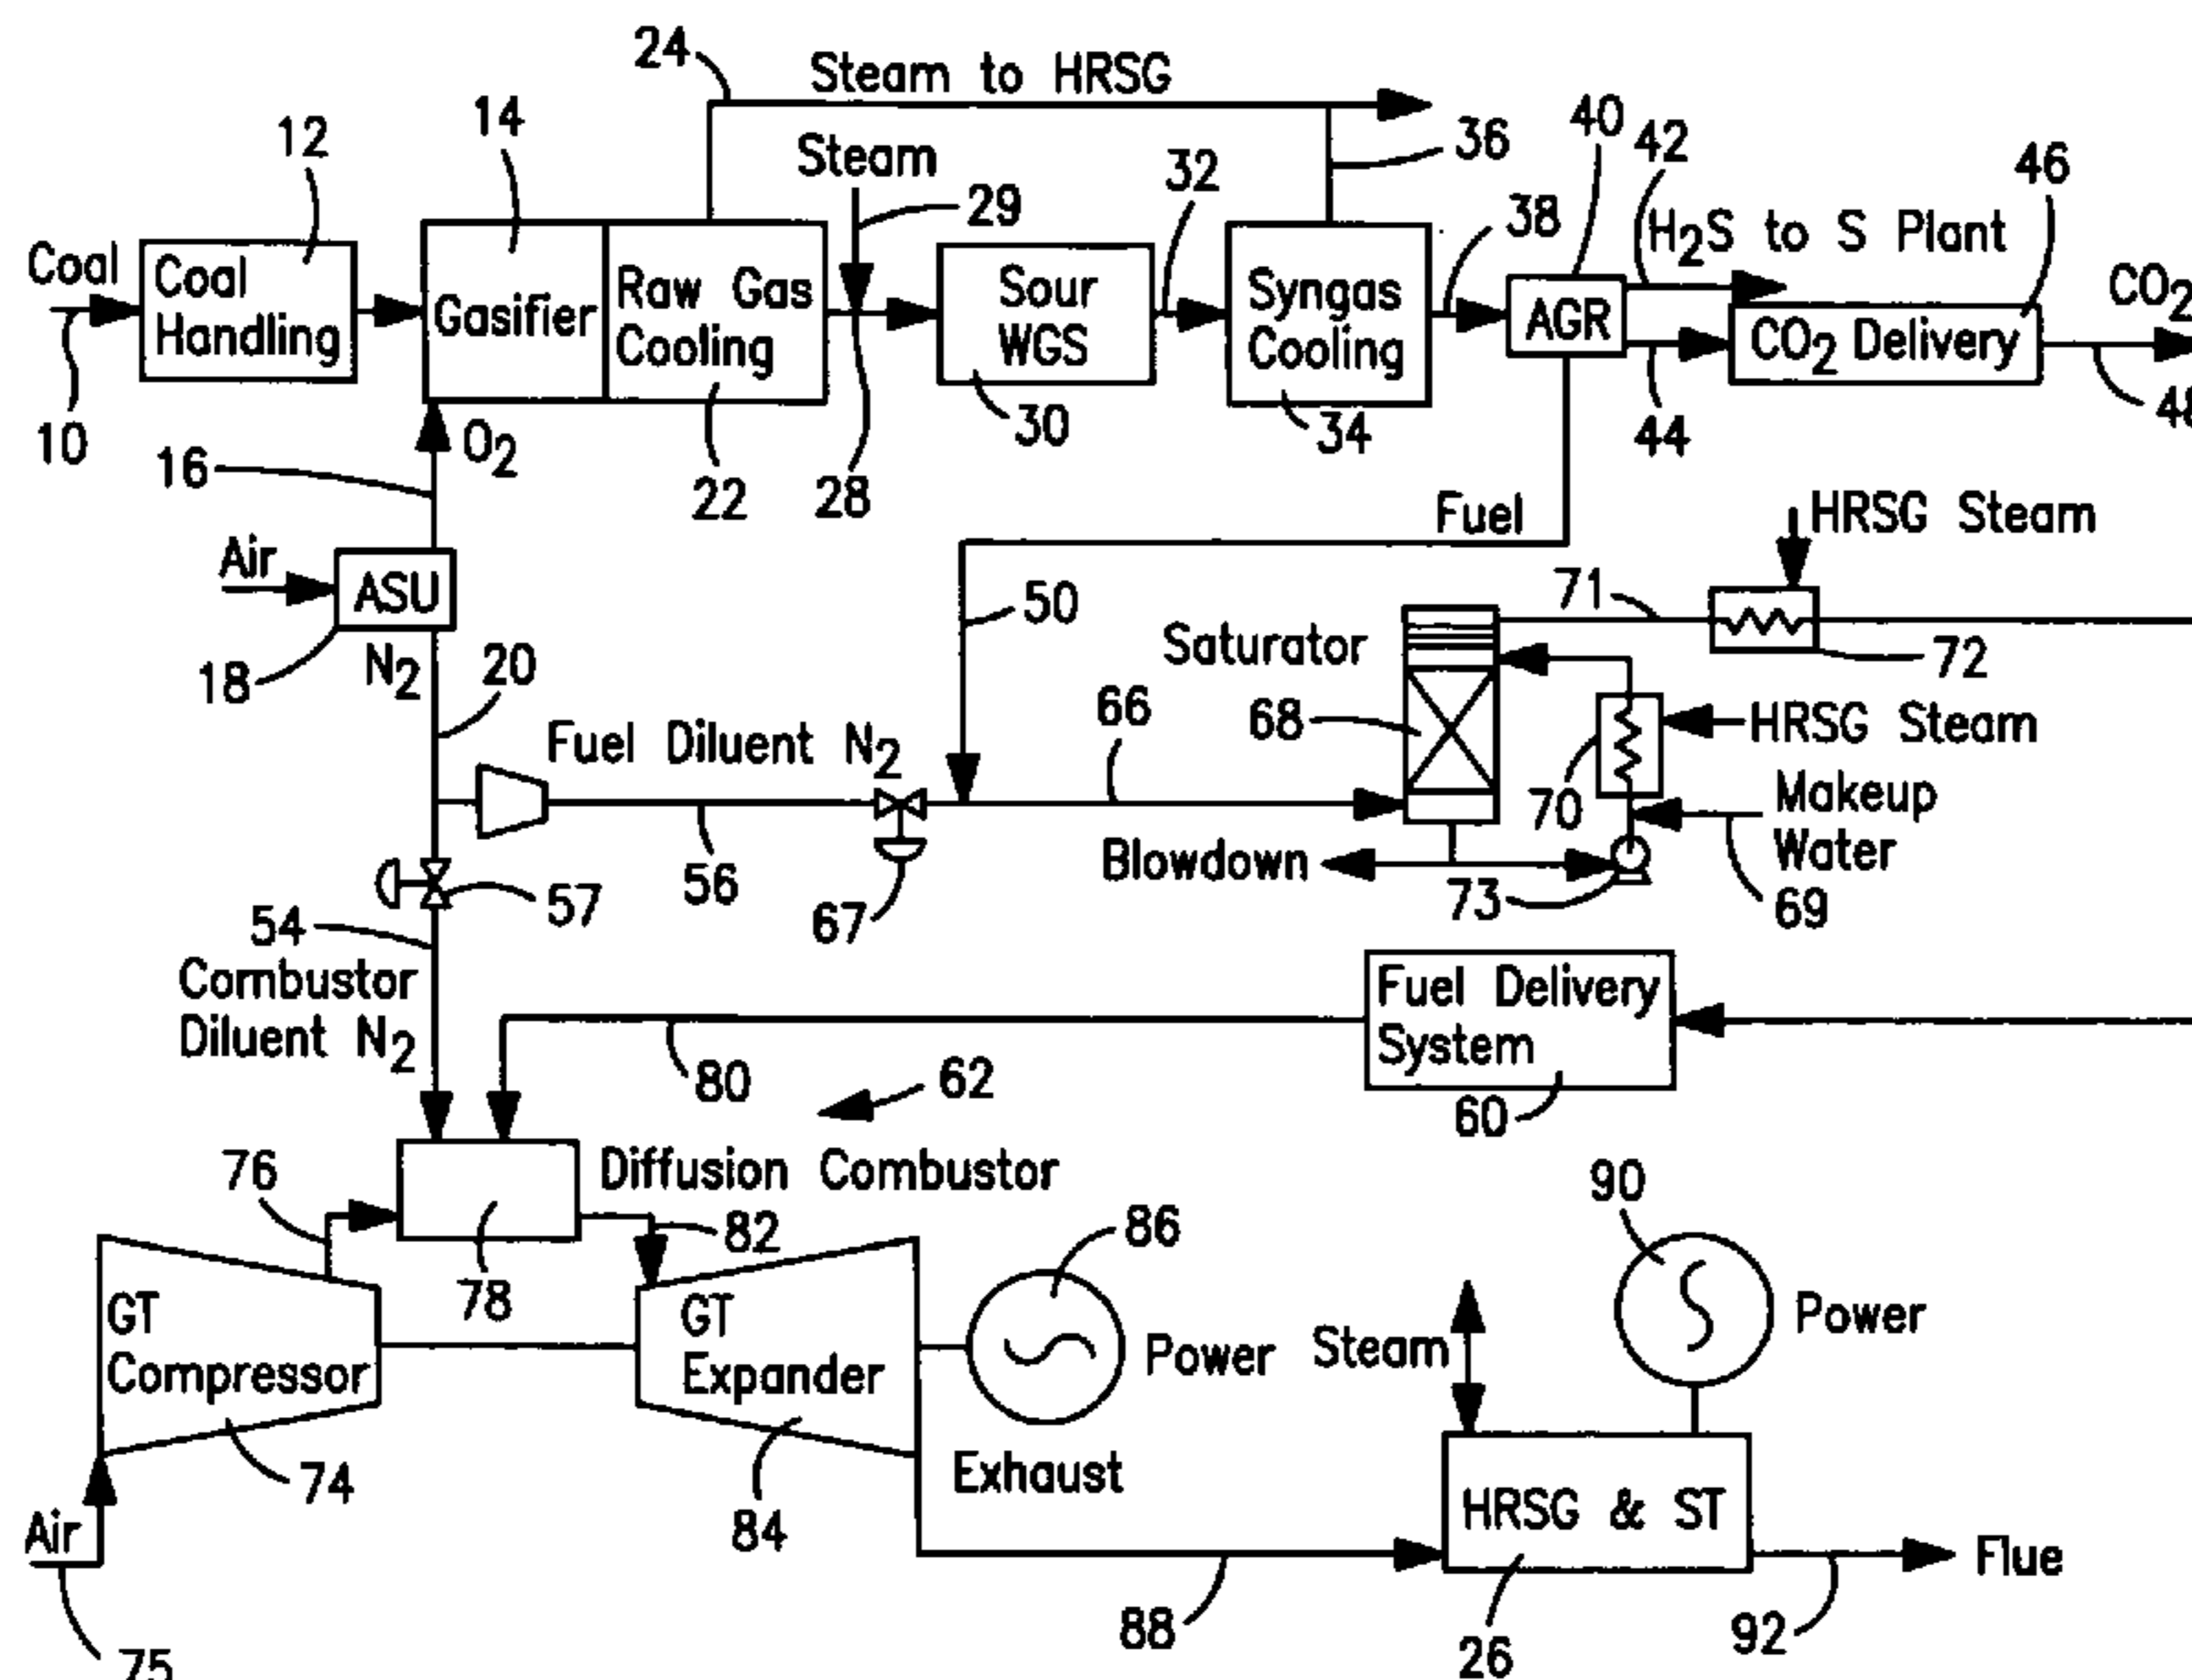 24
Steam to HRSG
12
14
Steam
29
32
36
40
42
46
38
H2S to S Plant
Coal
Coal
Handling
Gasifier
Raw Gas
Cooling
Sour
WGS
Syngas
Cooling
AGR
CO2 Delivery
CO2
10
16
O2
22
28
30
34
44
48
Fuel
HRSG Steam
Air
ASU
50
71
72
18
N2
20
Saturator
Fuel Diluent N2
66
68
HRSG Steam
70
Makeup
Water
Blowdown
56
57
67
73
69
54
Combustor
Diluent N2
Fuel Delivery
System
80
62
60
76
Diffusion Combustor
82
86
90
78
GT
Compressor
GT
Expander
Power
Steam
Power
74
84
Exhaust
HRSG & ST
Air
Flue
75
88
26
92